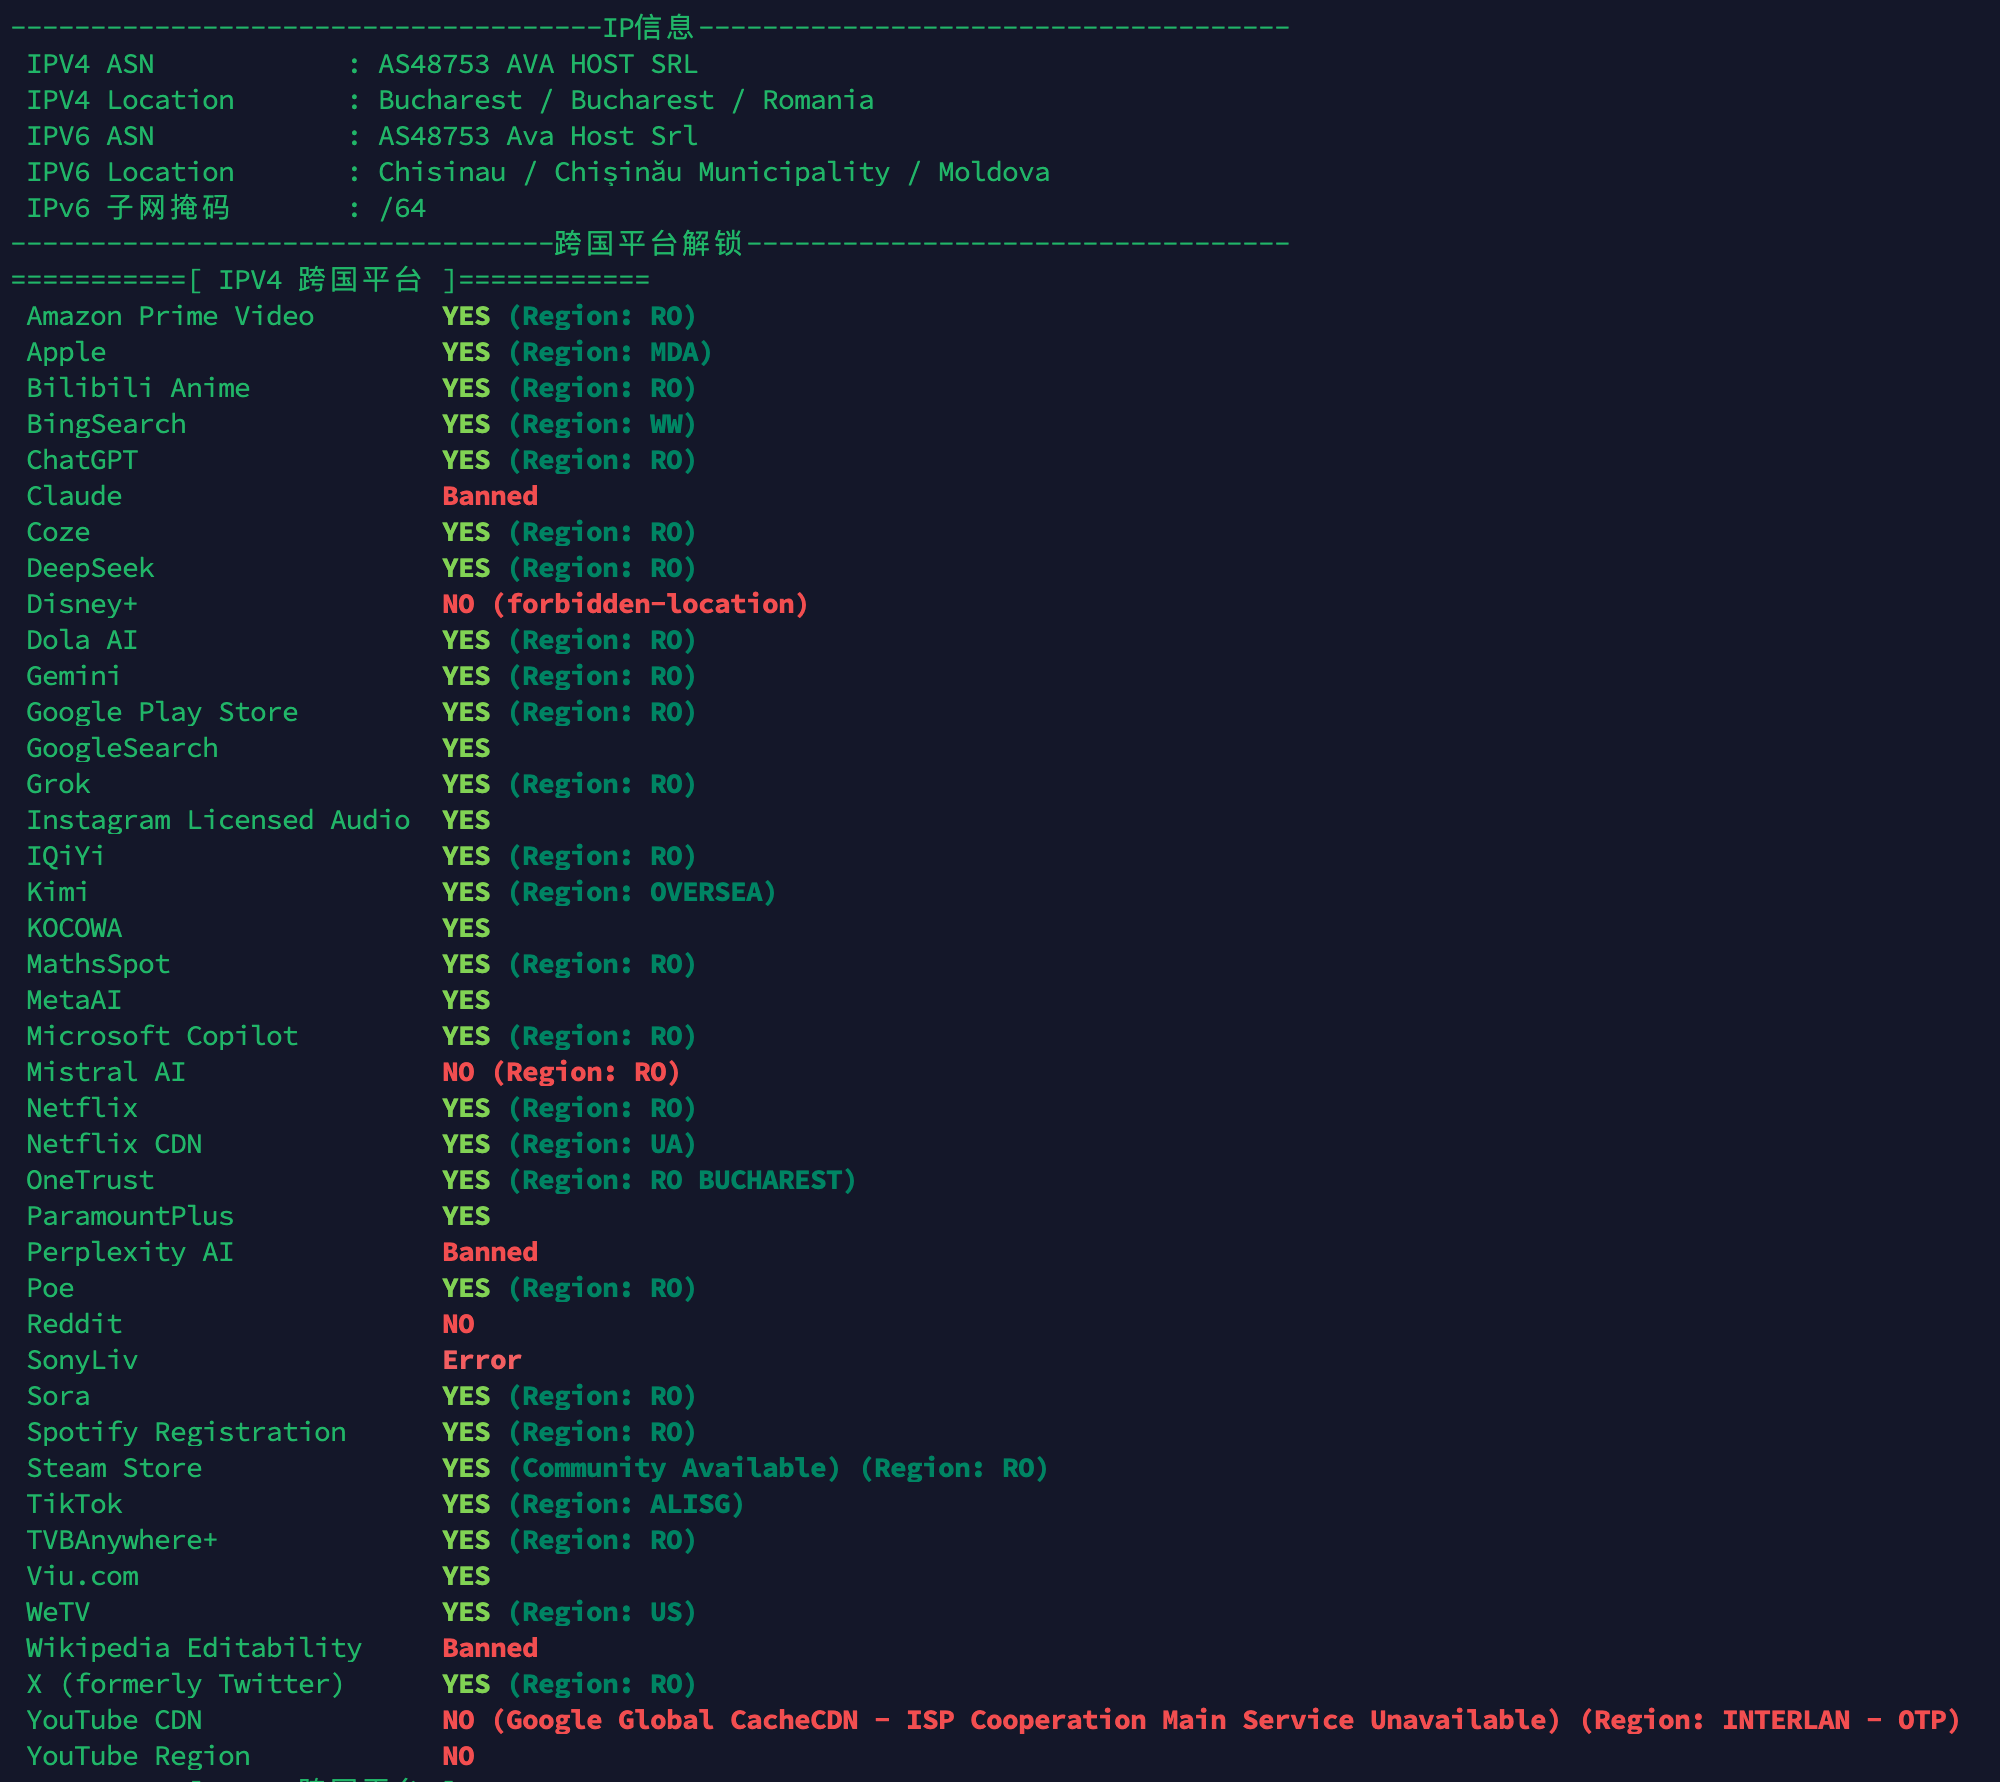 -------------------------------------IP信息-------------------------------------
IPV4 ASN : AS48753 AVA HOST SRL
IPV4 Location : Bucharest / Bucharest / Romania
IPV6 ASN : AS48753 Ava Host Srl
IPV6 Location : Chisinau / Chișinău Municipality / Moldova
IPv6 子网掩码 : /64
----------------------------------跨国平台解锁----------------------------------
===========[ IPV4 跨国平台 ]============
Amazon Prime Video YES (Region: RO)
Apple YES (Region: MDA)
Bilibili Anime YES (Region: RO)
BingSearch YES (Region: WW)
ChatGPT YES (Region: RO)
Claude Banned
Coze YES (Region: RO)
DeepSeek YES (Region: RO)
Disney+ NO (forbidden-location)
Dola AI YES (Region: RO)
Gemini YES (Region: RO)
Google Play Store YES (Region: RO)
GoogleSearch YES
Grok YES (Region: RO)
Instagram Licensed Audio YES
IQiYi YES (Region: RO)
Kimi YES (Region: OVERSEA)
KOCOWA YES
MathsSpot YES (Region: RO)
MetaAI YES
Microsoft Copilot YES (Region: RO)
Mistral AI NO (Region: RO)
Netflix YES (Region: RO)
Netflix CDN YES (Region: UA)
OneTrust YES (Region: RO BUCHAREST)
ParamountPlus YES
Perplexity AI Banned
Poe YES (Region: RO)
Reddit NO
SonyLiv Error
Sora YES (Region: RO)
Spotify Registration YES (Region: RO)
Steam Store YES (Community Available) (Region: RO)
TikTok YES (Region: ALISG)
TVBAnywhere+ YES (Region: RO)
Viu.com YES
WeTV YES (Region: US)
Wikipedia Editability Banned
X (formerly Twitter) YES (Region: RO)
YouTube CDN NO (Google Global CacheCDN - ISP Cooperation Main Service Unavailable) (Region: INTERLAN - OTP)
YouTube Region NO